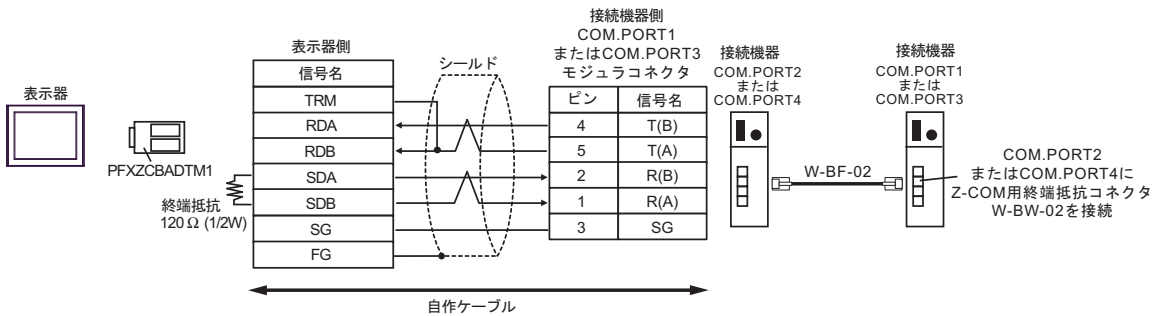 表示器
PFXZCBADTM1
終端抵抗
120 Ω (1/2W)
表示器側
信号名
TRM
RDA
RDB
SDA
SDB
SG
FG
シールド
接続機器側
COM.PORT1
またはCOM.PORT3
モジュラコネクタ
ピン 信号名
4 T(B)
5 T(A)
2 R(B)
1 R(A)
3 SG
自作ケーブル
接続機器
COM.PORT2
または
COM.PORT4
W-BF-02
接続機器
COM.PORT1
または
COM.PORT3
COM.PORT2
またはCOM.PORT4に
Z-COM用終端抵抗コネクタ
W-BW-02を接続